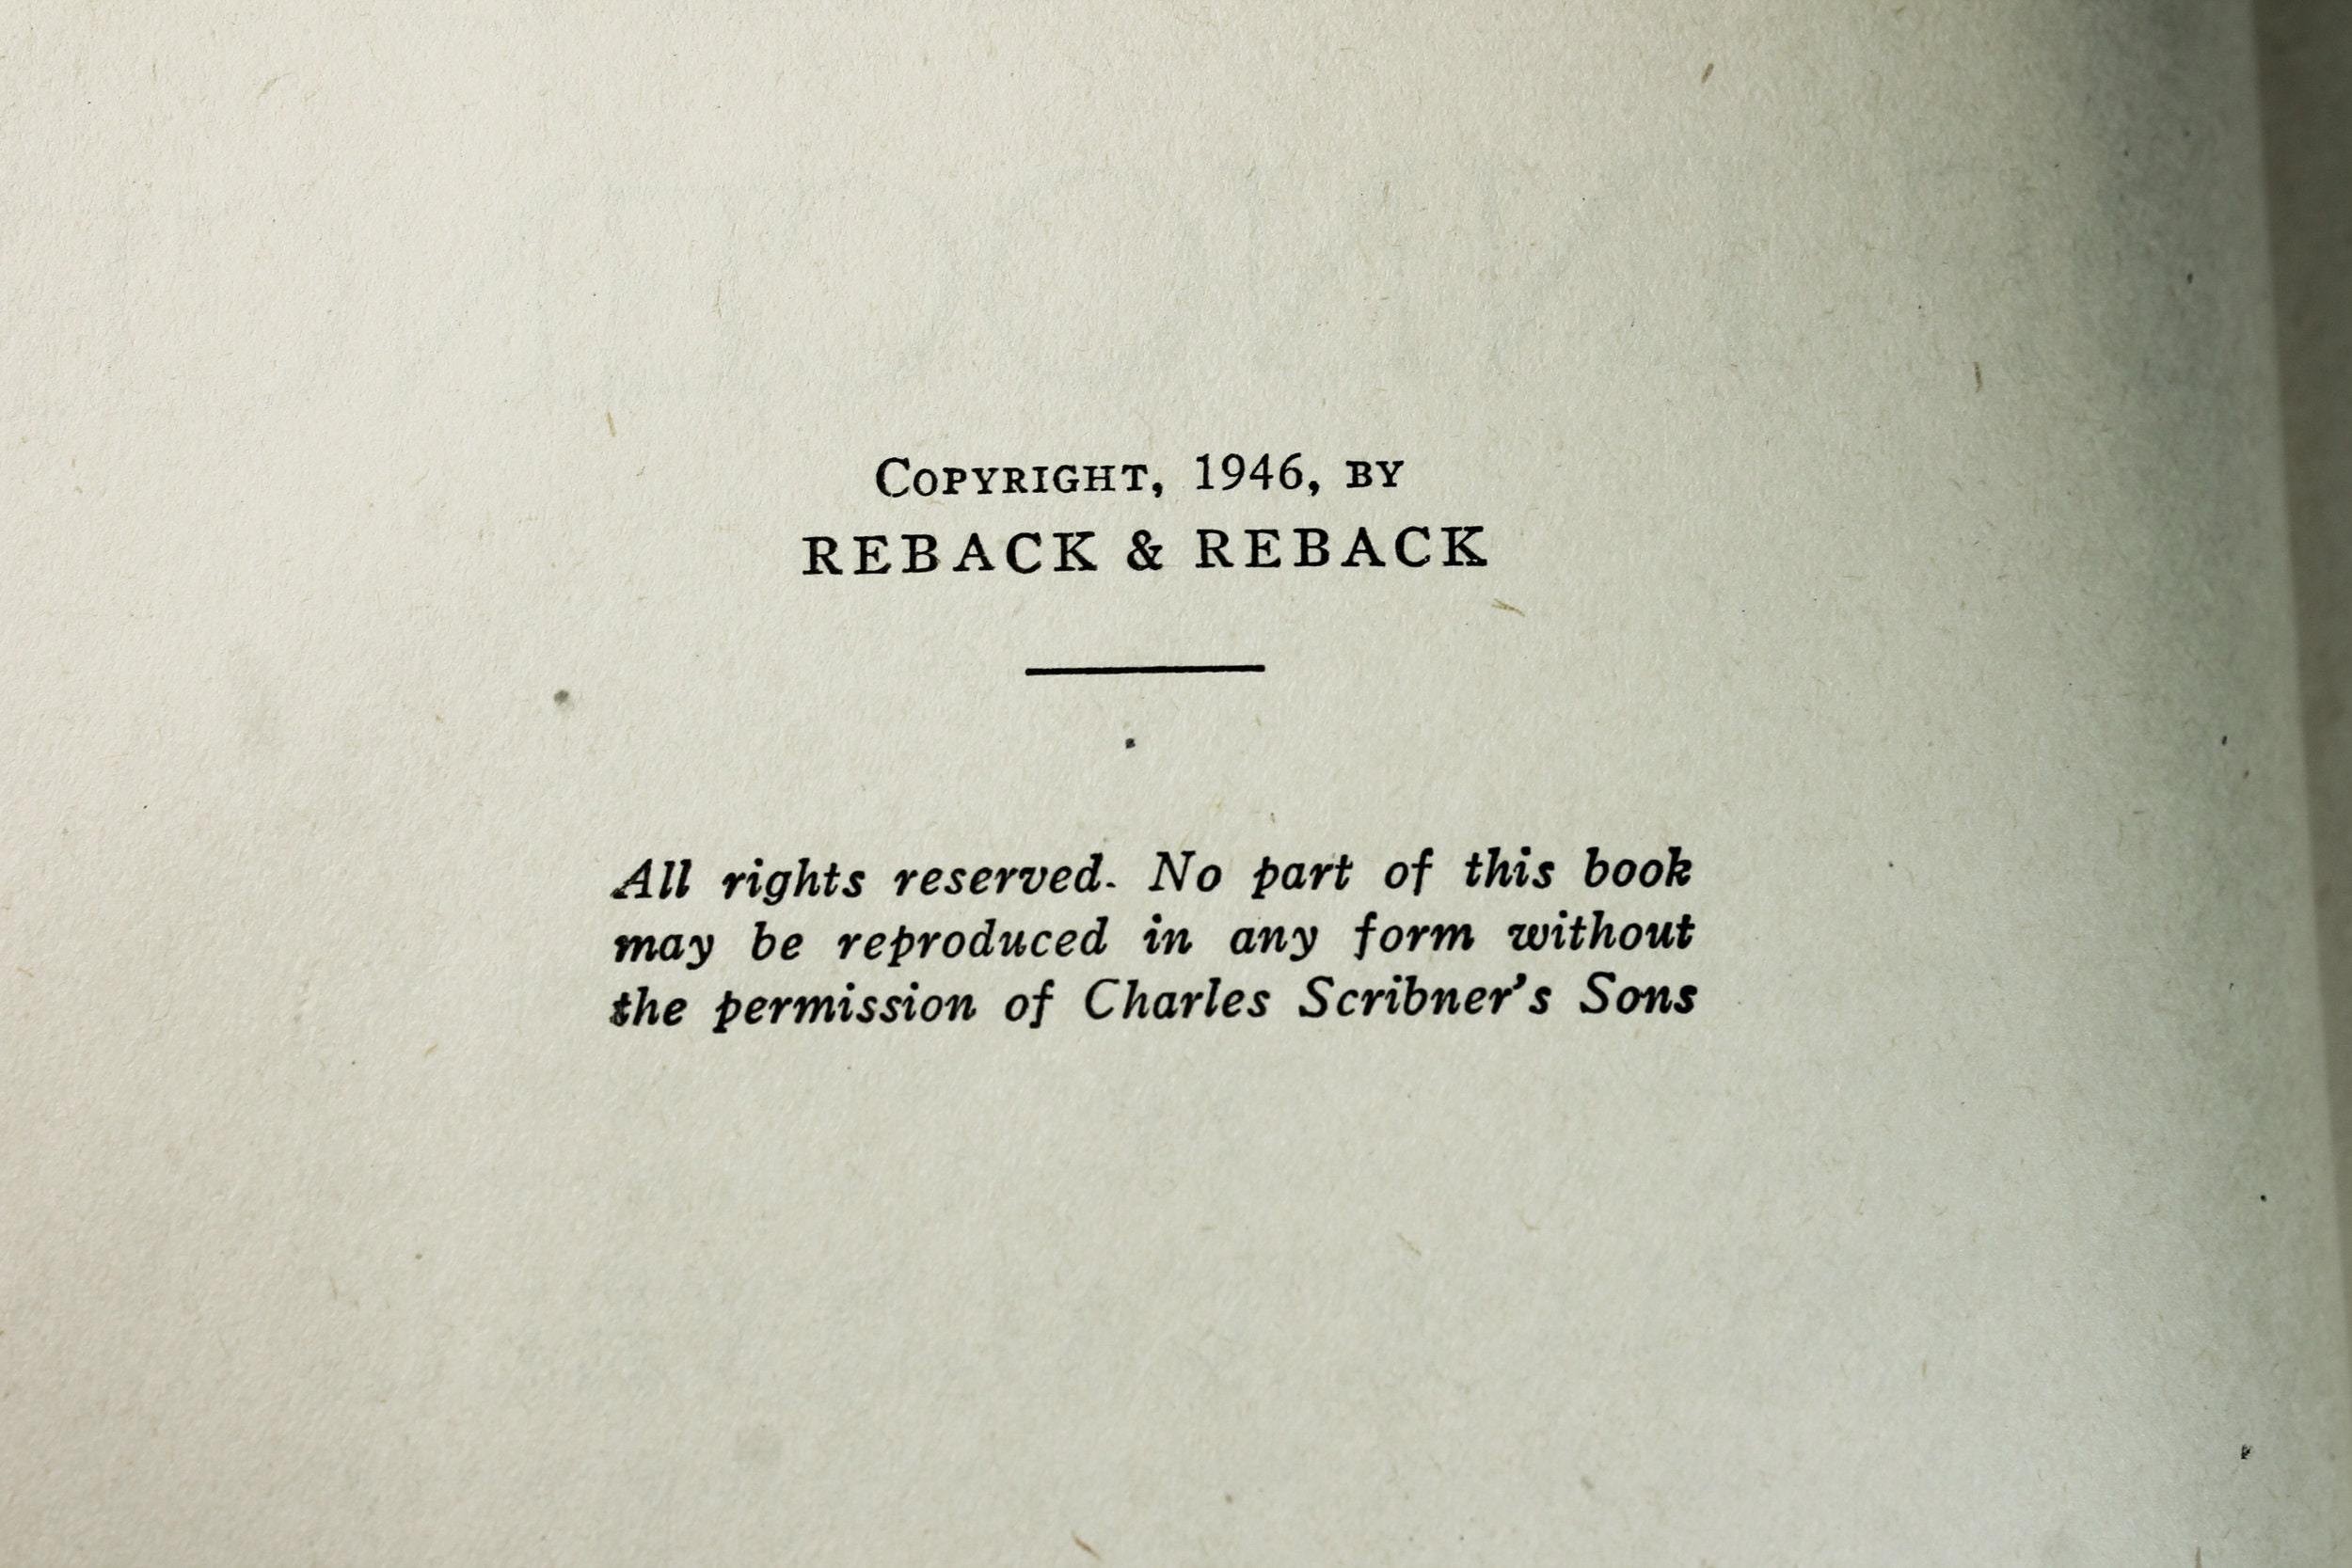 COPYRIGHT, 1946, BY
REBACK & REBACK
All rights reserved. No part of this book
may be reproduced in any form without
the permission of Charles Scribner's Sons